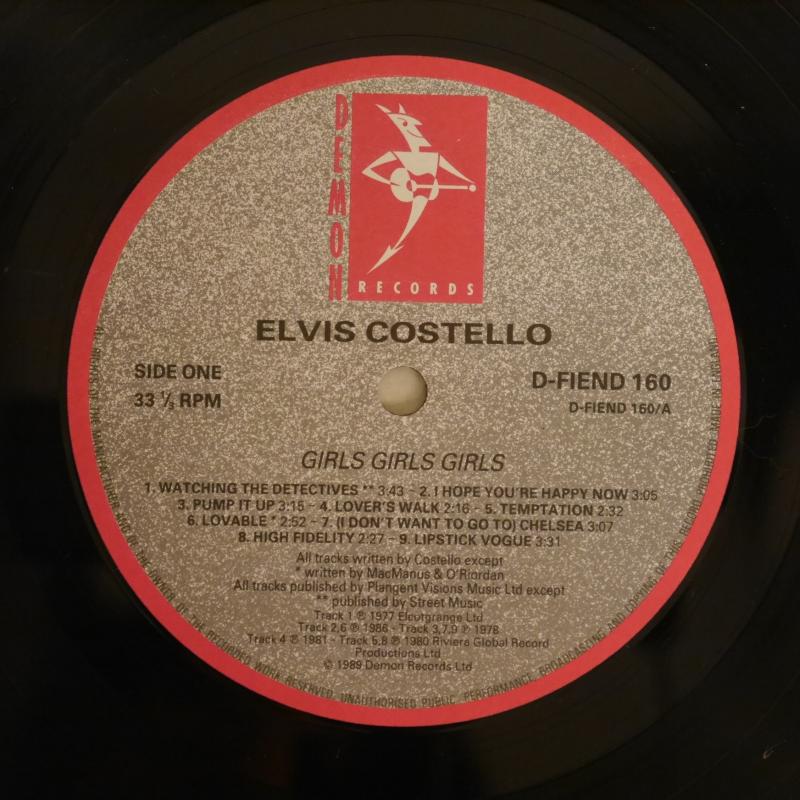 DEMON
RECORDS
ELVIS COSTELLO
SIDE ONE
33 ⅓ RPM
D-FIEND 160
D-FIEND 160/A
GIRLS GIRLS GIRLS
1. WATCHING THE DETECTIVES ** 3:43 - 2. I HOPE YOU'RE HAPPY NOW 3:05
3. PUMP IT UP 3:15 - 4. LOVER'S WALK 2:16 - 5. TEMPTATION 2:32
6. LOVABLE * 2:52 - 7. (I DON'T WANT TO GO TO) CHELSEA 3:07
8. HIGH FIDELITY 2:27 - 9. LIPSTICK VOGUE 3:31
All tracks written by Costello except
* written by MacManus & O'Riordan
All tracks published by Plangent Visions Music Ltd except
** published by Street Music
Track 1 ℗ 1977 Elcotgrange Ltd
Track 2,6 ℗ 1986 - Track 3,7,9 ℗ 1978
Track 4 ℗ 1981 - Track 5,8 ℗ 1980 Riviera Global Record
Productions Ltd
© 1989 Demon Records Ltd
OF THE OWNER OF THE RECORDED WORK RESERVED. UNAUTHORISED PUBLIC PERFORMANCE, BROADCASTING AND COPYING OF THIS RECORD PROHIBITED